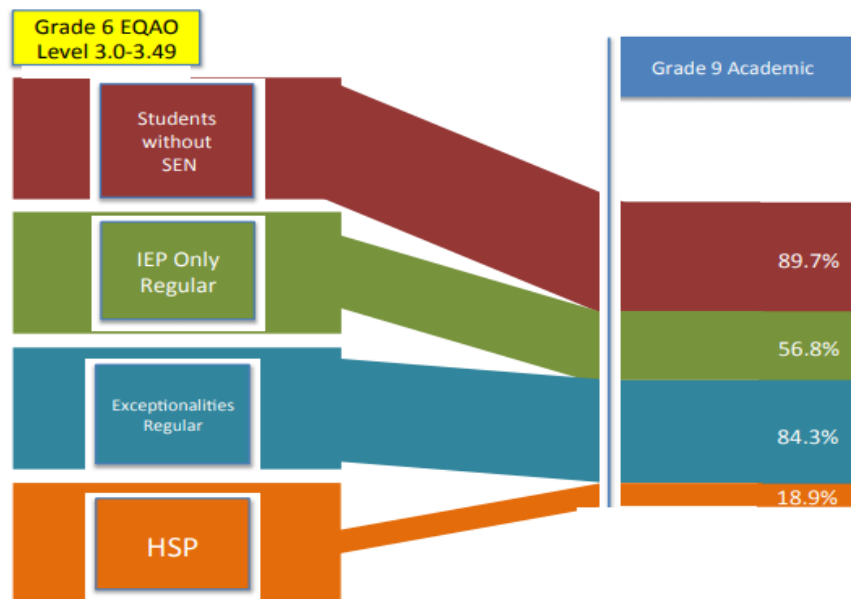 Grade 6 EQAO
Level 3.0-3.49
Grade 9 Academic
Students
without
SEN
89.7%
IEP Only
Regular
56.8%
Exceptionalities
Regular
84.3%
HSP
18.9%